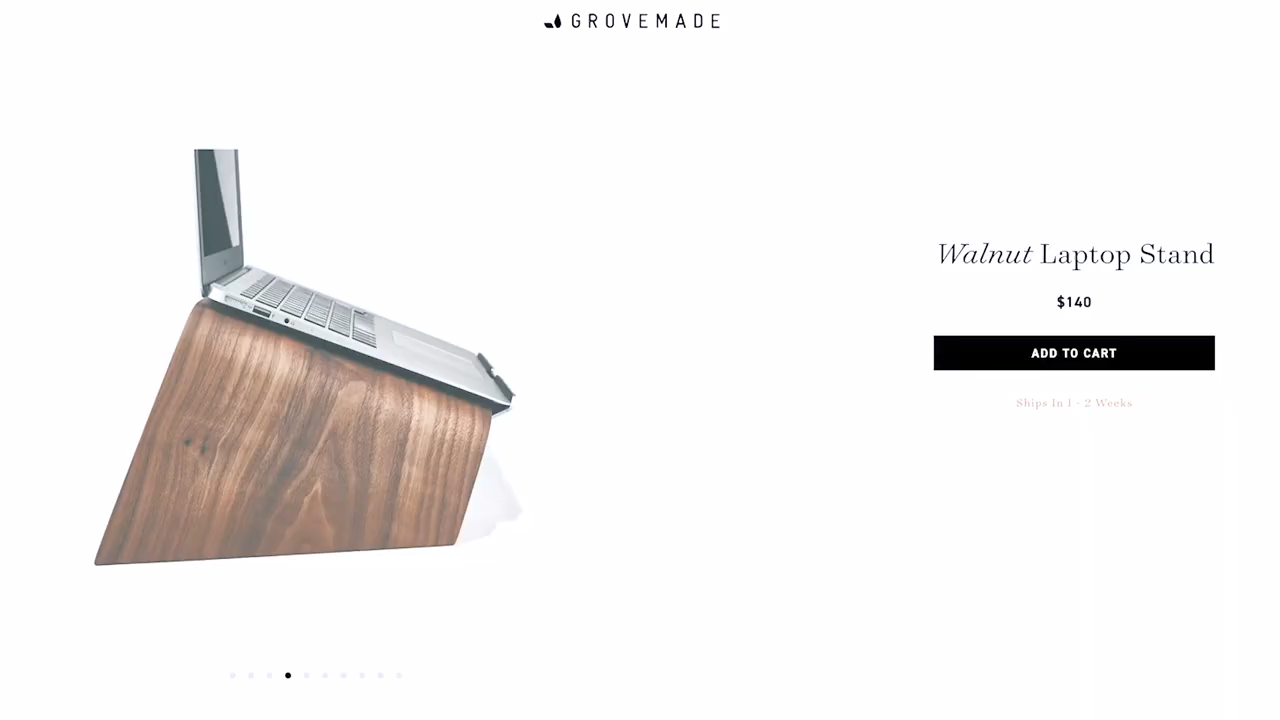 GROVEMADE
Walnut Laptop Stand
$140
ADD TO CART
Ships In 1 - 2 Weeks